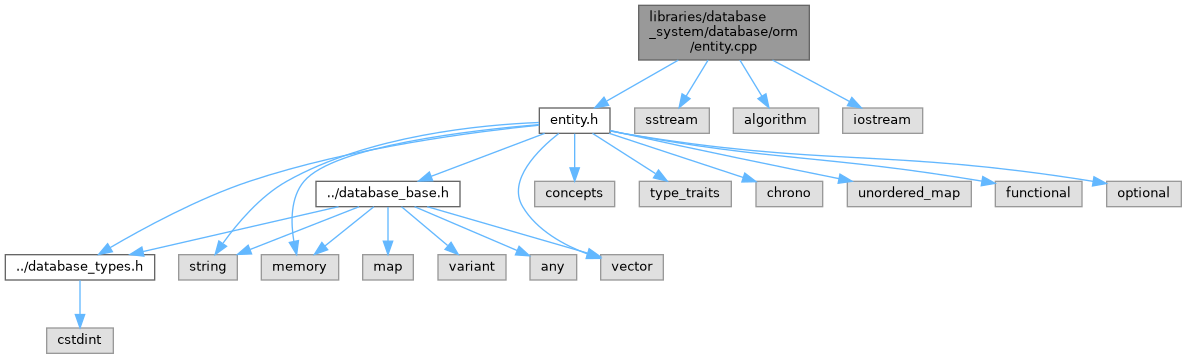 libraries/database
_system/database/orm
/entity.cpp
entity.h
sstream
algorithm
iostream
../database_base.h
concepts
type_traits
chrono
unordered_map
functional
optional
../database_types.h
string
memory
map
variant
any
vector
cstdint